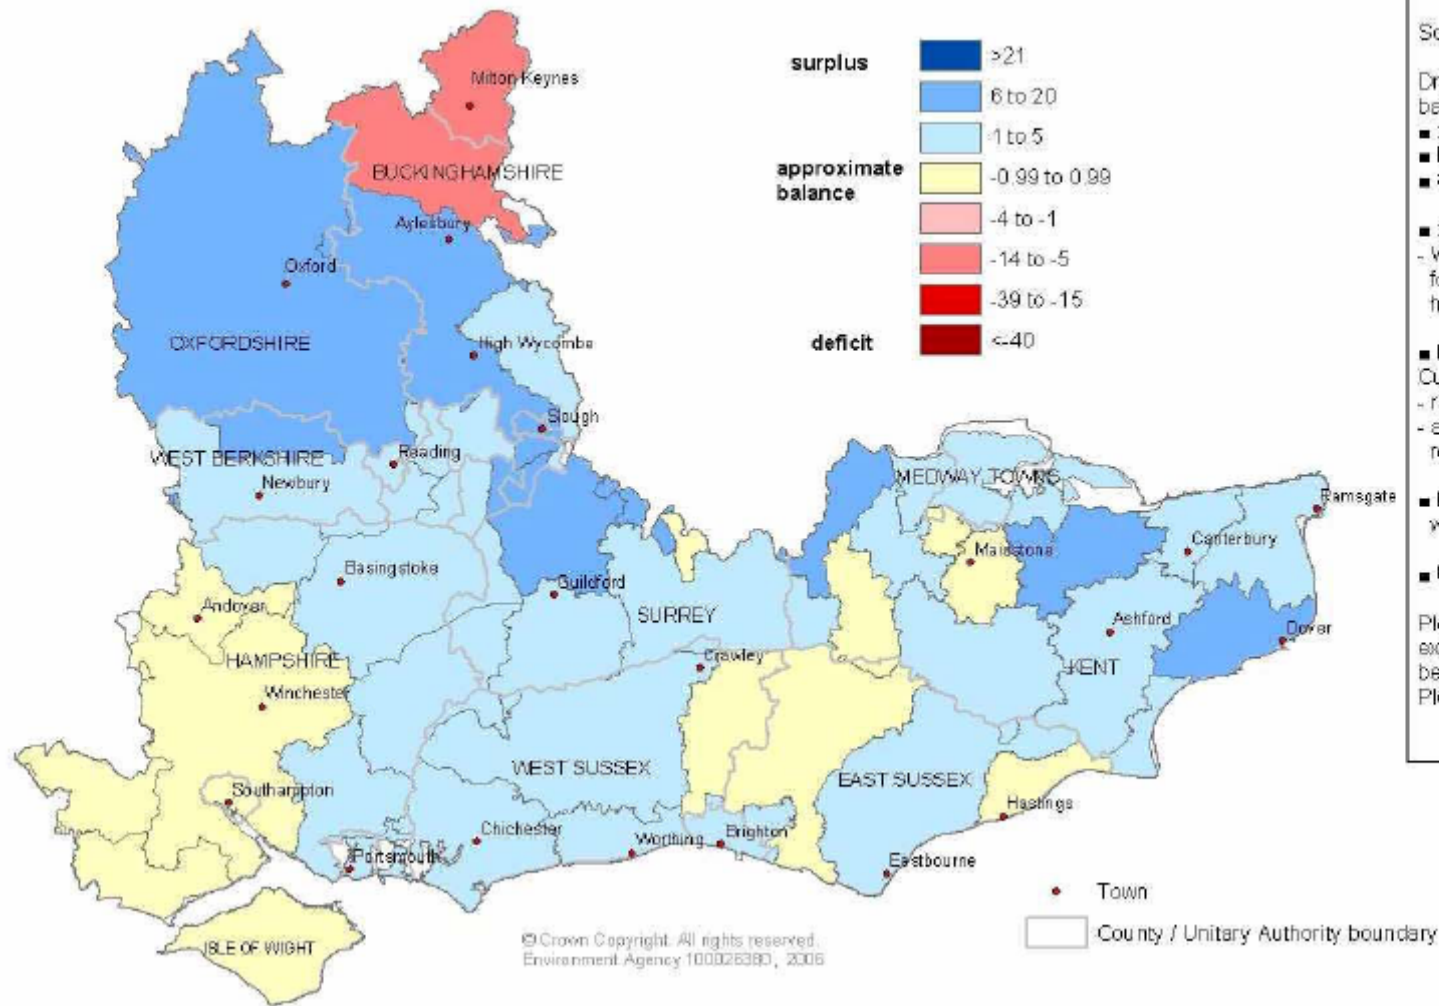 surplus
>21
6 to 20
1 to 5
approximate
balance
-0.99 to 0.99
-4 to -1
-14 to -5
-39 to -15
deficit
<-40
Milton Keynes
BUCKINGHAMSHIRE
Aylesbury
Oxford
OXFORDSHIRE
High Wycombe
Slough
WEST BERKSHIRE
Reading
Newbury
MEDWAY TOWNS
Ramsgate
Canterbury
Maidstone
Basingstoke
Guildford
Andover
SURREY
Ashford
Dover
HAMPSHIRE
Crawley
KENT
Winchester
WEST SUSSEX
EAST SUSSEX
Southampton
Hastings
Chichester
Worthing
Brighton
Portsmouth
Eastbourne
ISLE OF WIGHT
Town
County / Unitary Authority boundary
© Crown Copyright. All rights reserved.
Environment Agency 100026380, 2006